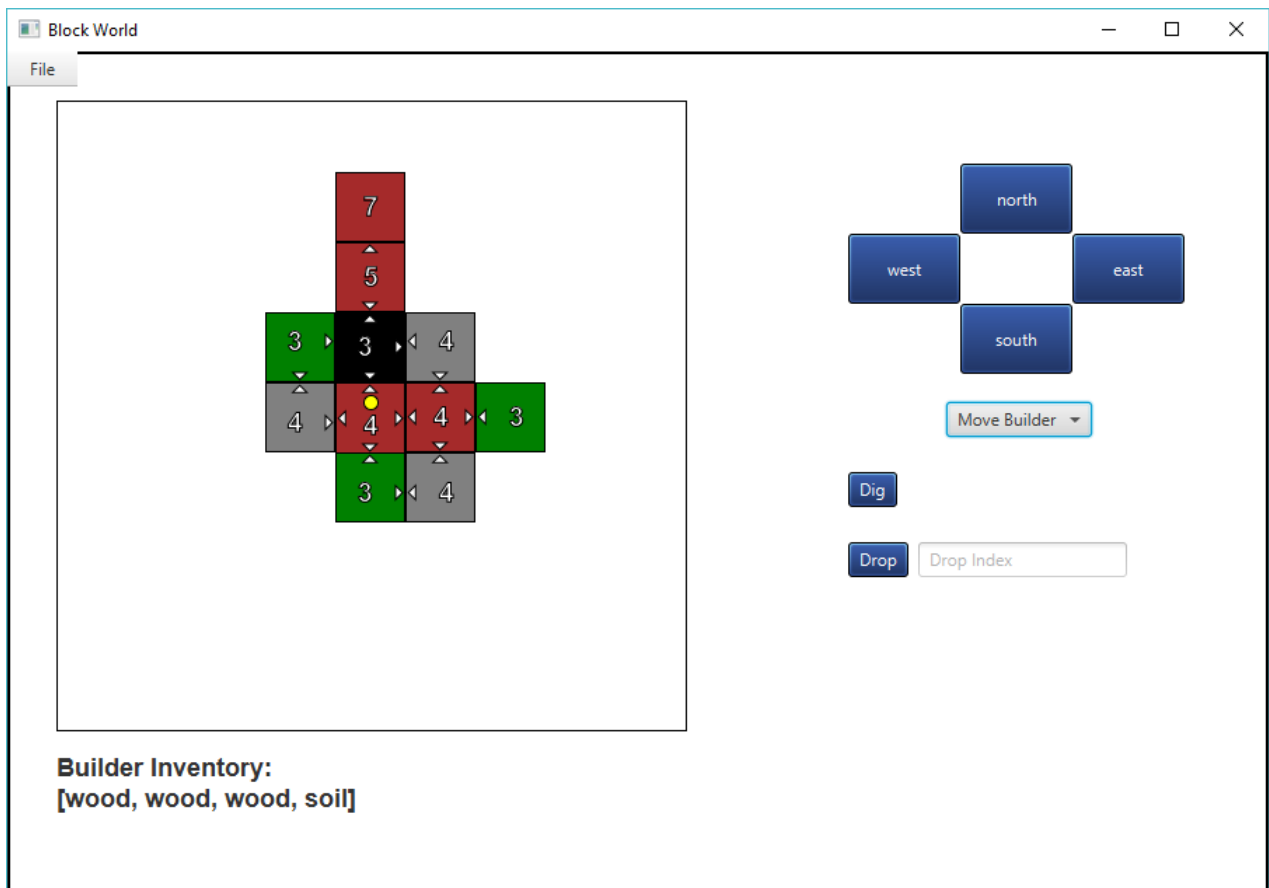 Block World
File
7
5
3 3 4
4 4 4 3
3 4
north
west east
south
Move Builder
Dig
Drop Drop Index
Builder Inventory:
[wood, wood, wood, soil]